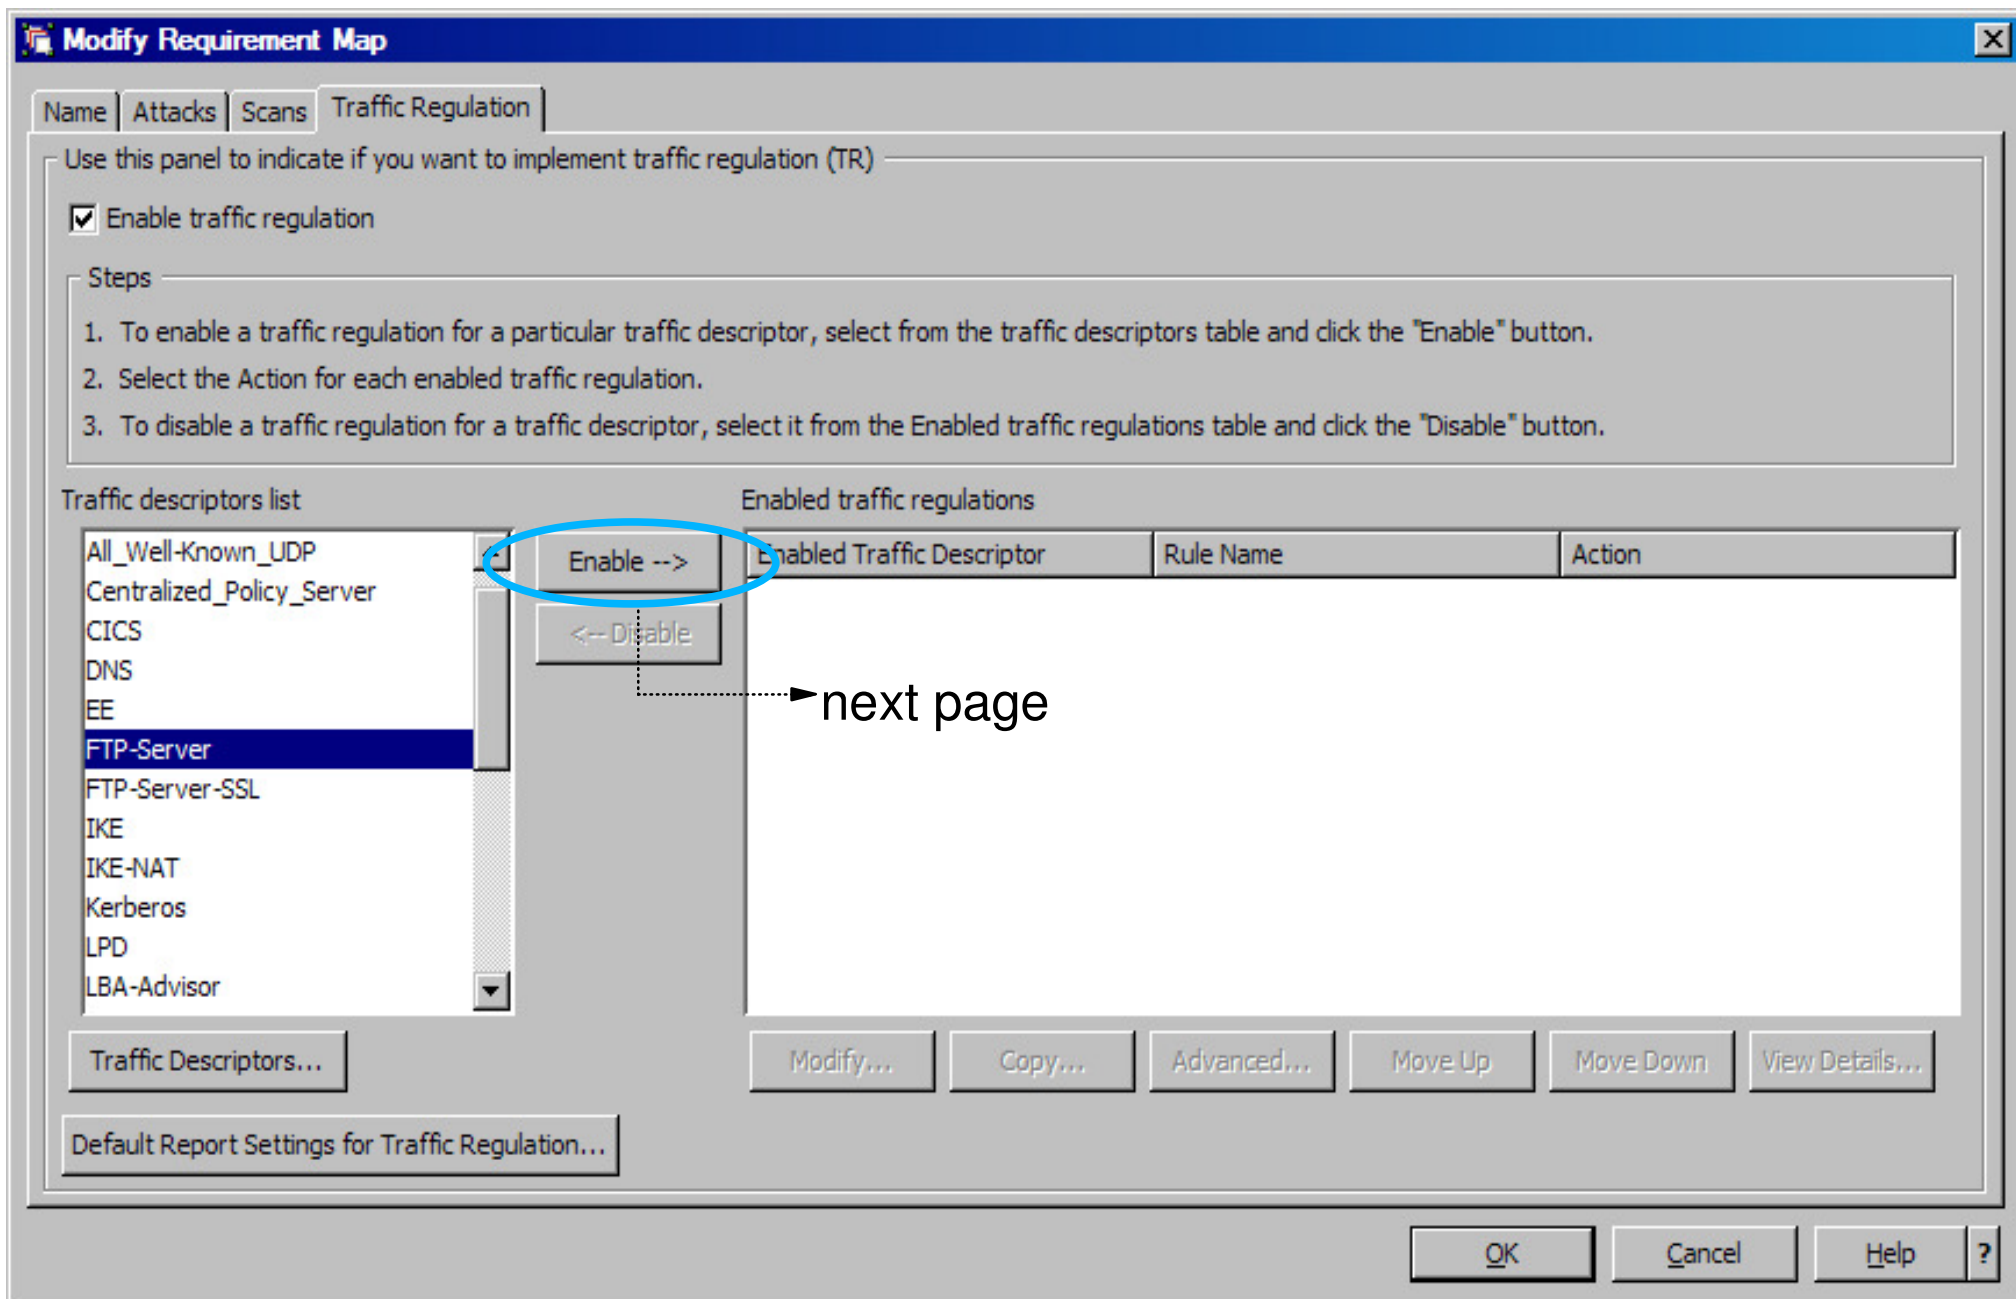 Modify Requirement Map
Name Attacks Scans Traffic Regulation
Use this panel to indicate if you want to implement traffic regulation (TR)
Enable traffic regulation
Steps
1. To enable a traffic regulation for a particular traffic descriptor, select from the traffic descriptors table and click the "Enable" button.
2. Select the Action for each enabled traffic regulation.
3. To disable a traffic regulation for a traffic descriptor, select it from the Enabled traffic regulations table and click the "Disable" button.
Traffic descriptors list
All_Well-Known_UDP
Centralized_Policy_Server
CICS
DNS
EE
FTP-Server
FTP-Server-SSL
IKE
IKE-NAT
Kerberos
LPD
LBA-Advisor
Enable -->
<-- Disable
next page
Enabled traffic regulations
Enabled Traffic Descriptor Rule Name Action
Traffic Descriptors...
Modify... Copy... Advanced... Move Up Move Down View Details...
Default Report Settings for Traffic Regulation...
OK Cancel Help ?